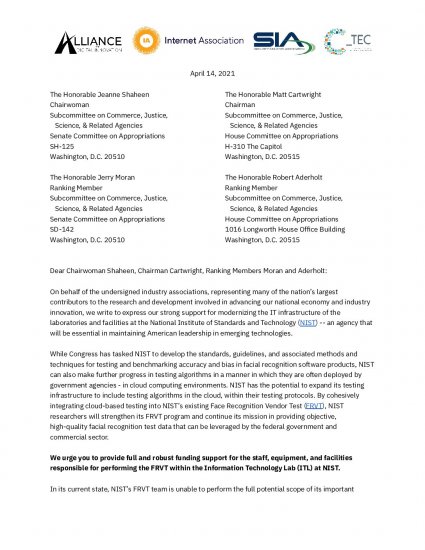 ALLIANCE
Internet Association
IA
SIA
C_TEC
April 14, 2021
The Honorable Jeanne Shaheen
Chairwoman
Subcommittee on Commerce, Justice,
Science, & Related Agencies
Senate Committee on Appropriations
SH-125
Washington, D.C. 20510
The Honorable Matt Cartwright
Chairman
Subcommittee on Commerce, Justice,
Science, & Related Agencies
House Committee on Appropriations
H-310 The Capitol
Washington, D.C. 20515
The Honorable Jerry Moran
Ranking Member
Subcommittee on Commerce, Justice,
Science, & Related Agencies
Senate Committee on Appropriations
SD-142
Washington, D.C. 20510
The Honorable Robert Aderholt
Ranking Member
Subcommittee on Commerce, Justice,
Science, & Related Agencies
House Committee on Appropriations
1016 Longworth House Office Building
Washington, D.C. 20515
Dear Chairwoman Shaheen, Chairman Cartwright, Ranking Members Moran and Aderholt:
On behalf of the undersigned industry associations, representing many of the nation's largest
contributors to the research and development involved in advancing our national economy and industry
innovation, we write to express our strong support for modernizing the IT infrastructure of the
laboratories and facilities at the National Institute of Standards and Technology (NIST) -- an agency that
will be essential in maintaining American leadership in emerging technologies.
While Congress has tasked NIST to develop the standards, guidelines, and associated methods and
techniques for testing and benchmarking accuracy and bias in facial recognition software products, NIST
can also make further progress in testing algorithms in a manner in which they are often deployed by
government agencies - in cloud computing environments. NIST has the potential to expand its testing
infrastructure to include testing algorithms in the cloud, within their testing protocols. By cohesively
integrating cloud-based testing into NIST's existing Face Recognition Vendor Test (FRVT), NIST
researchers will strengthen its FRVT program and continue its mission in providing objective,
high-quality facial recognition test data that can be leveraged by the federal government and
commercial sector.
We urge you to provide full and robust funding support for the staff, equipment, and facilities
responsible for performing the FRVT within the Information Technology Lab (ITL) at NIST.
In its current state, NIST's FRVT team is unable to perform the full potential scope of its important